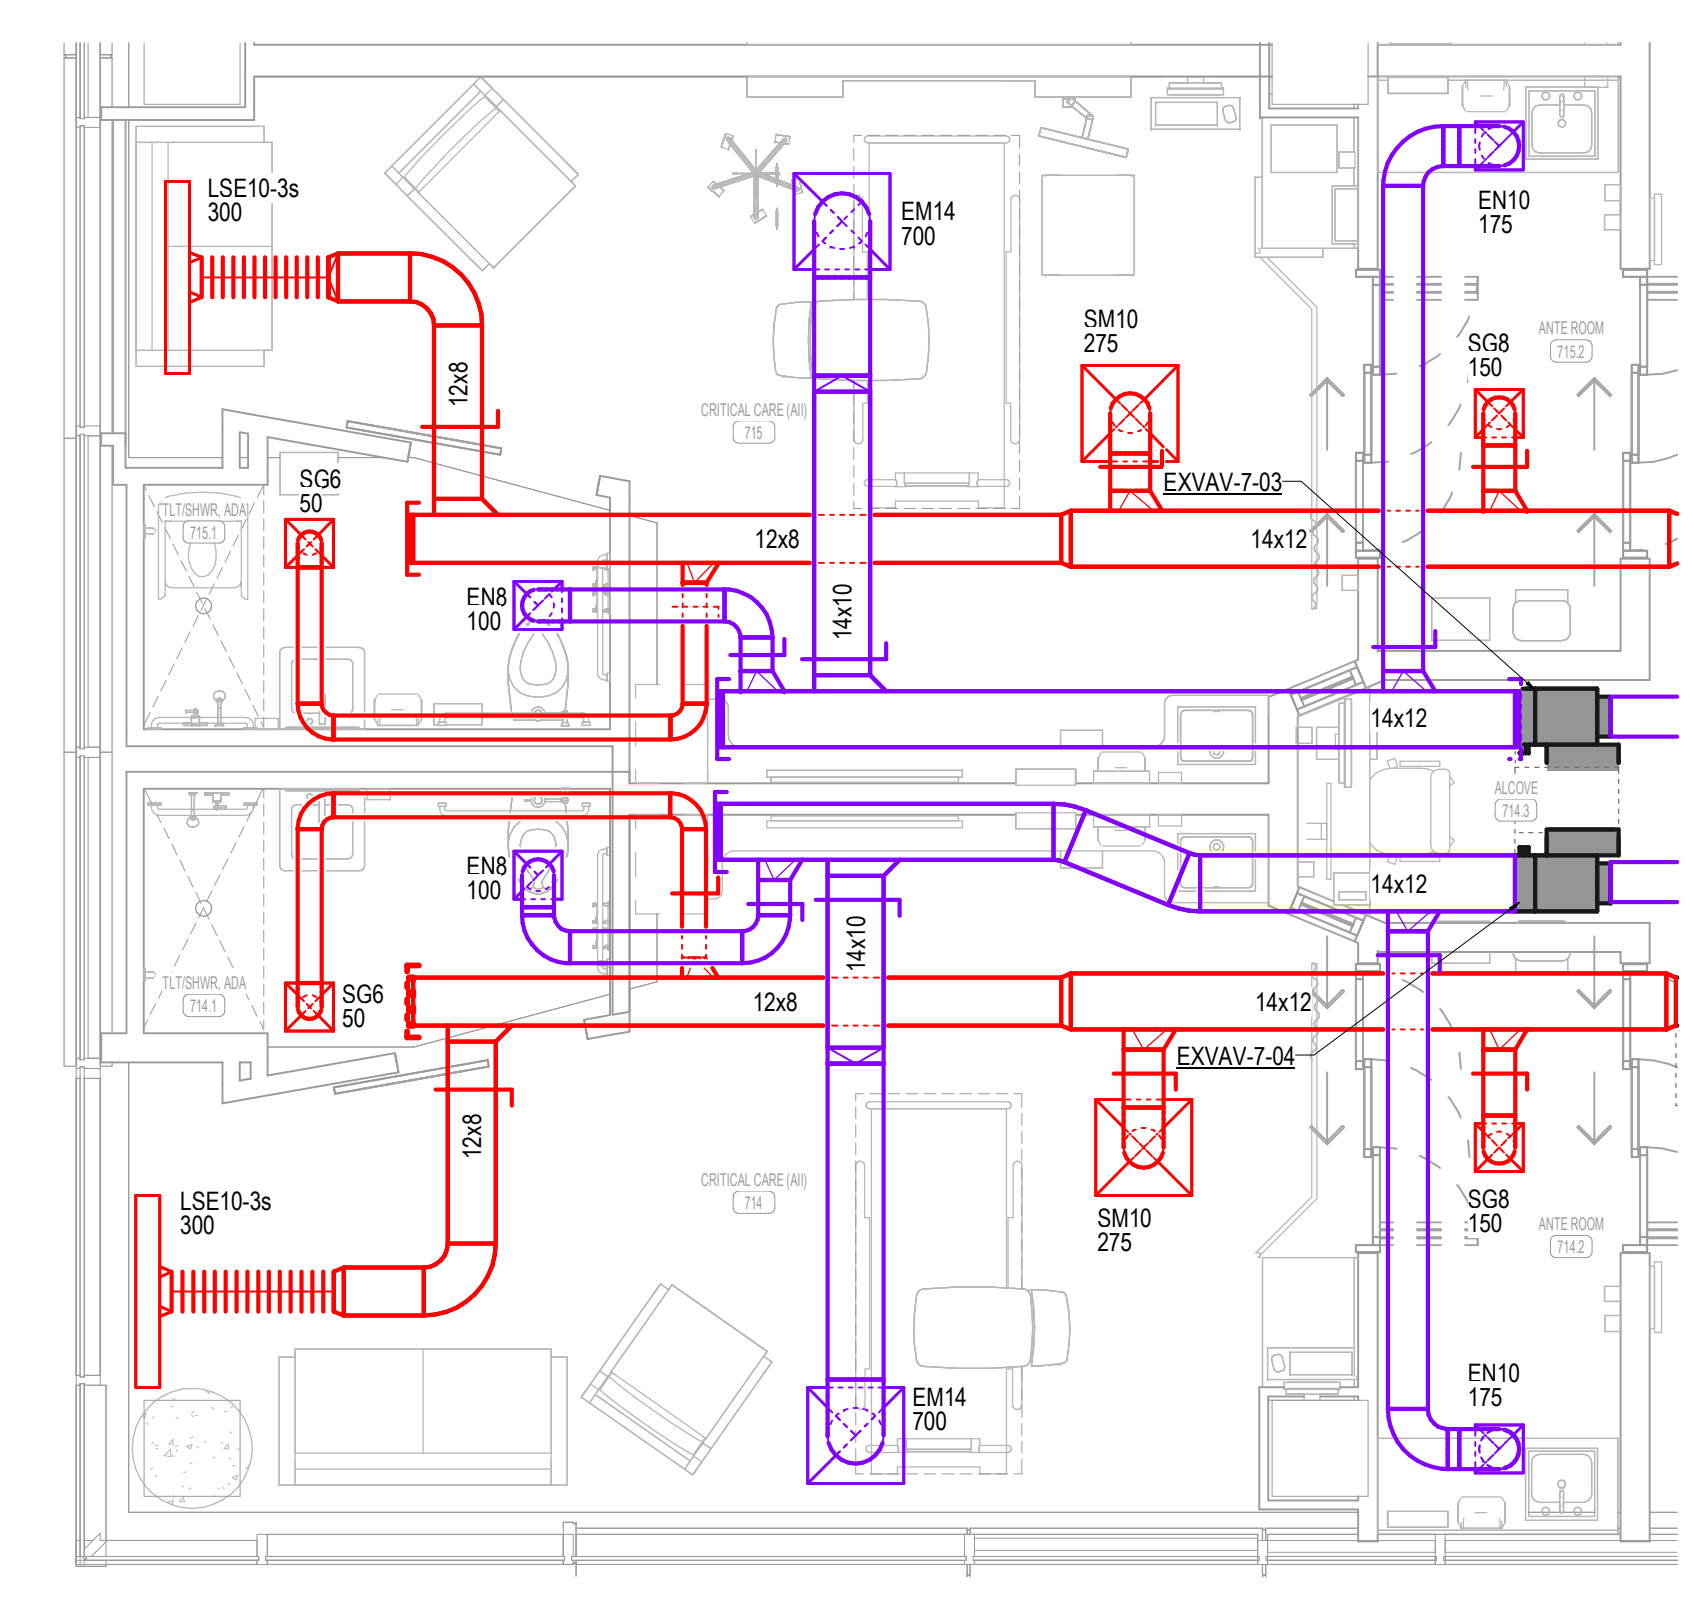 LSE10-3s
300
EM14
700
EN10
175
SM10
275
SG8
150
ANTE ROOM
715.2
12x8
CRITICAL CARE (AII)
715
EXVAV-7-03
SG6
50
TLT/SHWR, ADA
715.1
12x8
14x12
EN8
100
14x10
14x12
ALCOVE
714.3
EN8
100
14x12
14x10
TLT/SHWR, ADA
714.1
SG6
50
12x8
14x12
EXVAV-7-04
12x8
CRITICAL CARE (AII)
714
LSE10-3s
300
SM10
275
SG8
150
ANTE ROOM
714.2
EM14
700
EN10
175